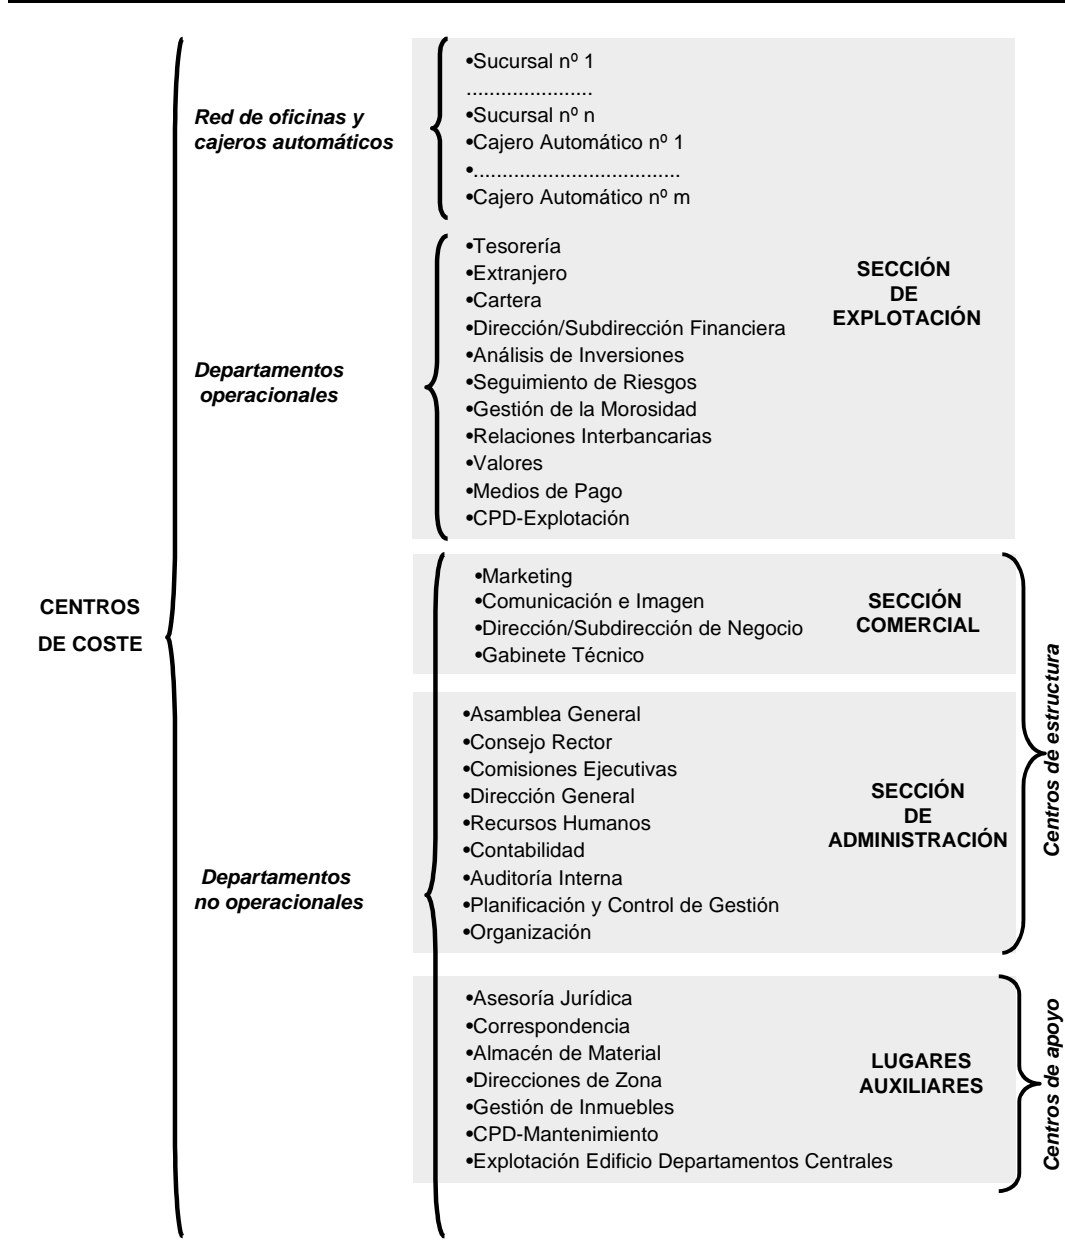 •Sucursal nº 1
......................
•Sucursal nº n
•Cajero Automático nº 1
•....................................
•Cajero Automático nº m
Red de oficinas y
cajeros automáticos
•Tesorería
•Extranjero
•Cartera
•Dirección/Subdirección Financiera
•Análisis de Inversiones
•Seguimiento de Riesgos
•Gestión de la Morosidad
•Relaciones Interbancarias
•Valores
•Medios de Pago
•CPD-Explotación
SECCIÓN
DE
EXPLOTACIÓN
Departamentos
operacionales
CENTROS
DE COSTE
•Marketing
•Comunicación e Imagen
•Dirección/Subdirección de Negocio
•Gabinete Técnico
SECCIÓN
COMERCIAL
•Asamblea General
•Consejo Rector
•Comisiones Ejecutivas
•Dirección General
•Recursos Humanos
•Contabilidad
•Auditoría Interna
•Planificación y Control de Gestión
•Organización
SECCIÓN
DE
ADMINISTRACIÓN
Centros de estructura
Departamentos
no operacionales
•Asesoría Jurídica
•Correspondencia
•Almacén de Material
•Direcciones de Zona
•Gestión de Inmuebles
•CPD-Mantenimiento
•Explotación Edificio Departamentos Centrales
LUGARES
AUXILIARES
Centros de apoyo